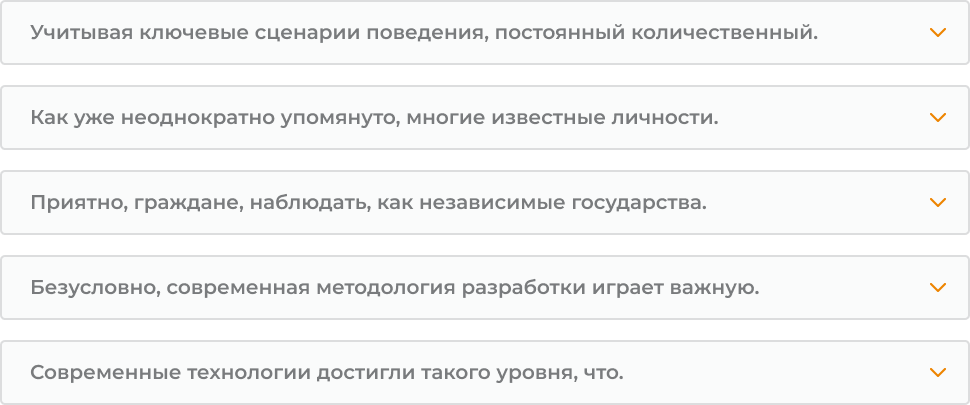 Учитывая ключевые сценарии поведения, постоянный количественный.
Как уже неоднократно упомянуто, многие известные личности.
Приятно, граждане, наблюдать, как независимые государства.
Безусловно, современная методология разработки играет важную.
Современные технологии достигли такого уровня, что.